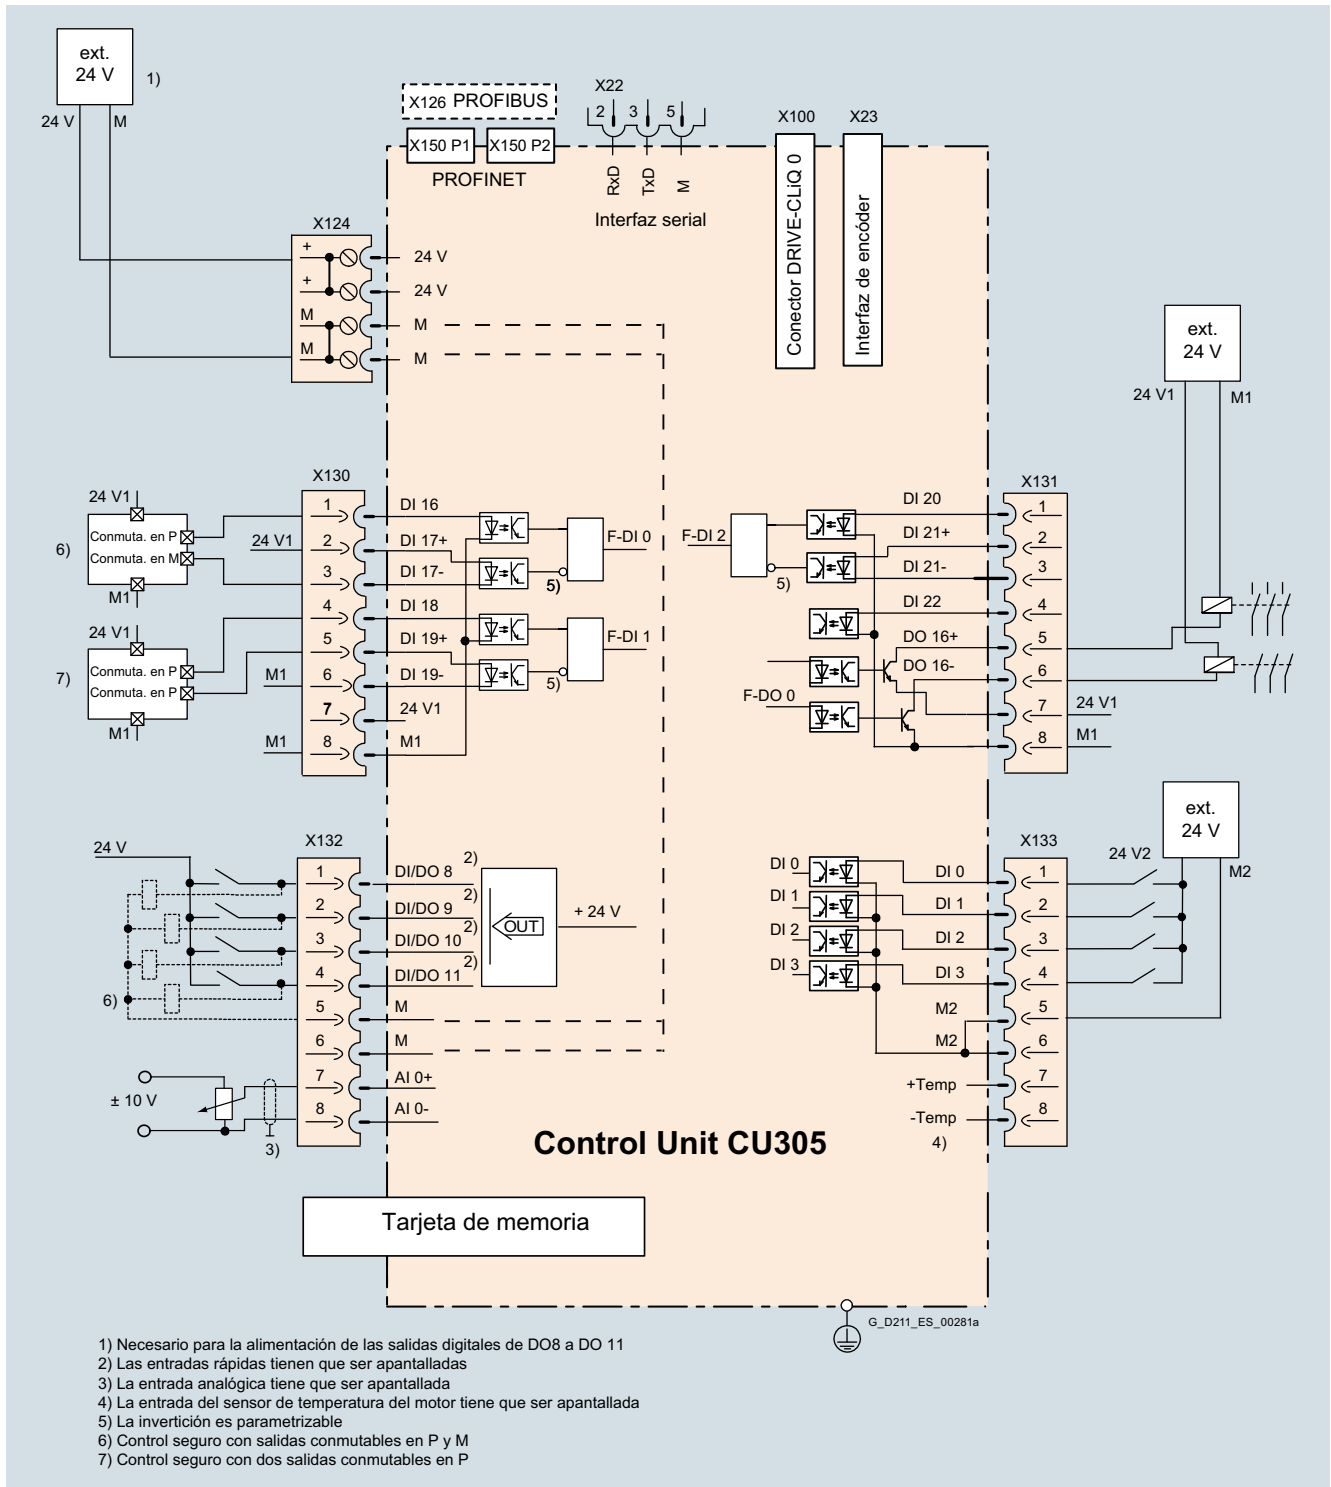 ext.
24 V
1)
24 V
M
X126 PROFIBUS
X150 P1
X150 P2
PROFINET
X22
2
3
5
RxD
TxD
M
Interfaz serial
X100
X23
Conector DRIVE-CLiQ 0
Interfaz de encóder
X124
+
+
M
M
24 V
24 V
M
M
ext.
24 V
24 V1
M1
X130
24 V1
Conmuta. en P
Conmuta. en M
M1
6)
24 V1
24 V1
Conmuta. en P
Conmuta. en P
M1
7)
M1
M1
1
2
3
4
5
6
7
8
DI 16
DI 17+
DI 17-
DI 18
DI 19+
DI 19-
24 V1
M1
5)
5)
F-DI 0
F-DI 1
X131
F-DI 2
5)
F-DO 0
DI 20
DI 21+
DI 21-
DI 22
DO 16+
DO 16-
1
2
3
4
5
6
7
8
24 V1
M1
X132
24 V
6)
± 10 V
3)
1
2
3
4
5
6
7
8
DI/DO 8
DI/DO 9
DI/DO 10
DI/DO 11
M
M
AI 0+
AI 0-
2)
2)
2)
2)
OUT
+ 24 V
X133
DI 0
DI 1
DI 2
DI 3
DI 0
DI 1
DI 2
DI 3
M2
M2
+Temp
-Temp
4)
1
2
3
4
5
6
7
8
24 V2
ext.
24 V
M2
Control Unit CU305
Tarjeta de memoria
G_D211_ES_00281a
1) Necesario para la alimentación de las salidas digitales de DO8 a DO 11
2) Las entradas rápidas tienen que ser apantalladas
3) La entrada analógica tiene que ser apantallada
4) La entrada del sensor de temperatura del motor tiene que ser apantallada
5) La invertición es parametrizable
6) Control seguro con salidas conmutables en P y M
7) Control seguro con dos salidas conmutables en P